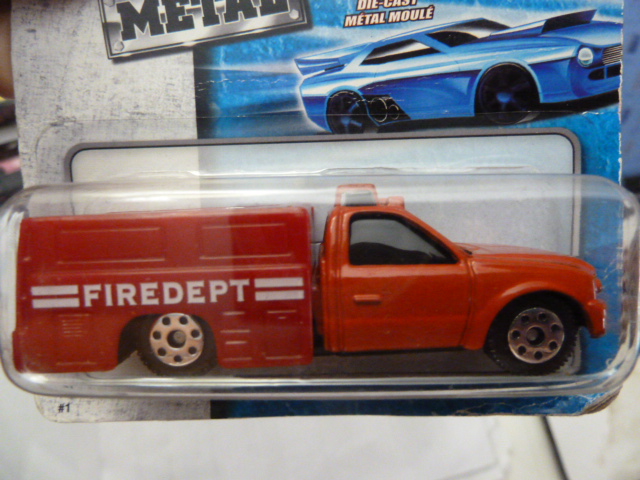 METAL
DIE-CAST
MÉTAL MOULÉ
FIREDEPT
#1